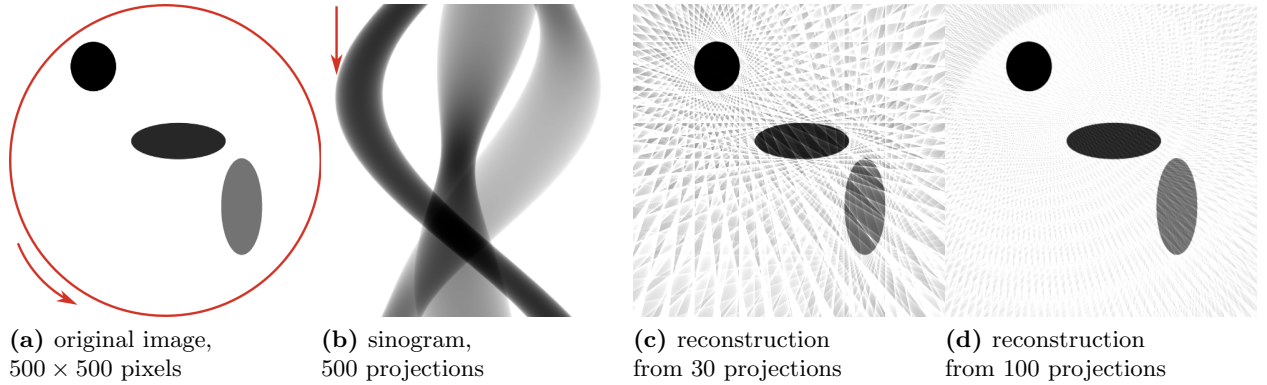 (a) original image,
500 × 500 pixels
(b) sinogram,
500 projections
(c) reconstruction
from 30 projections
(d) reconstruction
from 100 projections